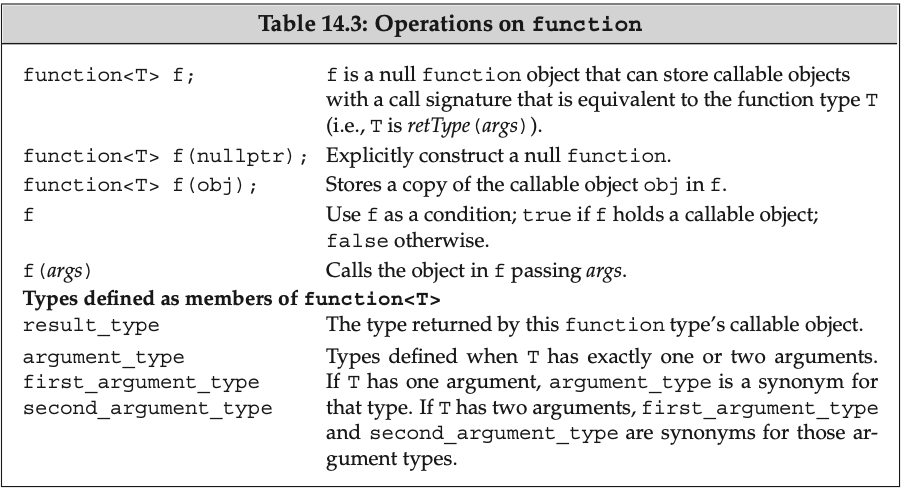 Table 14.3: Operations on function
function<T> f; f is a null function object that can store callable objects
with a call signature that is equivalent to the function type T
(i.e., T is retType(args)).
function<T> f(nullptr); Explicitly construct a null function.
function<T> f(obj); Stores a copy of the callable object obj in f.
f Use f as a condition; true if f holds a callable object;
false otherwise.
f(args) Calls the object in f passing args.
Types defined as members of function<T>
result_type The type returned by this function type's callable object.
argument_type Types defined when T has exactly one or two arguments.
first_argument_type If T has one argument, argument_type is a synonym for
second_argument_type that type. If T has two arguments, first_argument_type
and second_argument_type are synonyms for those ar-
gument types.